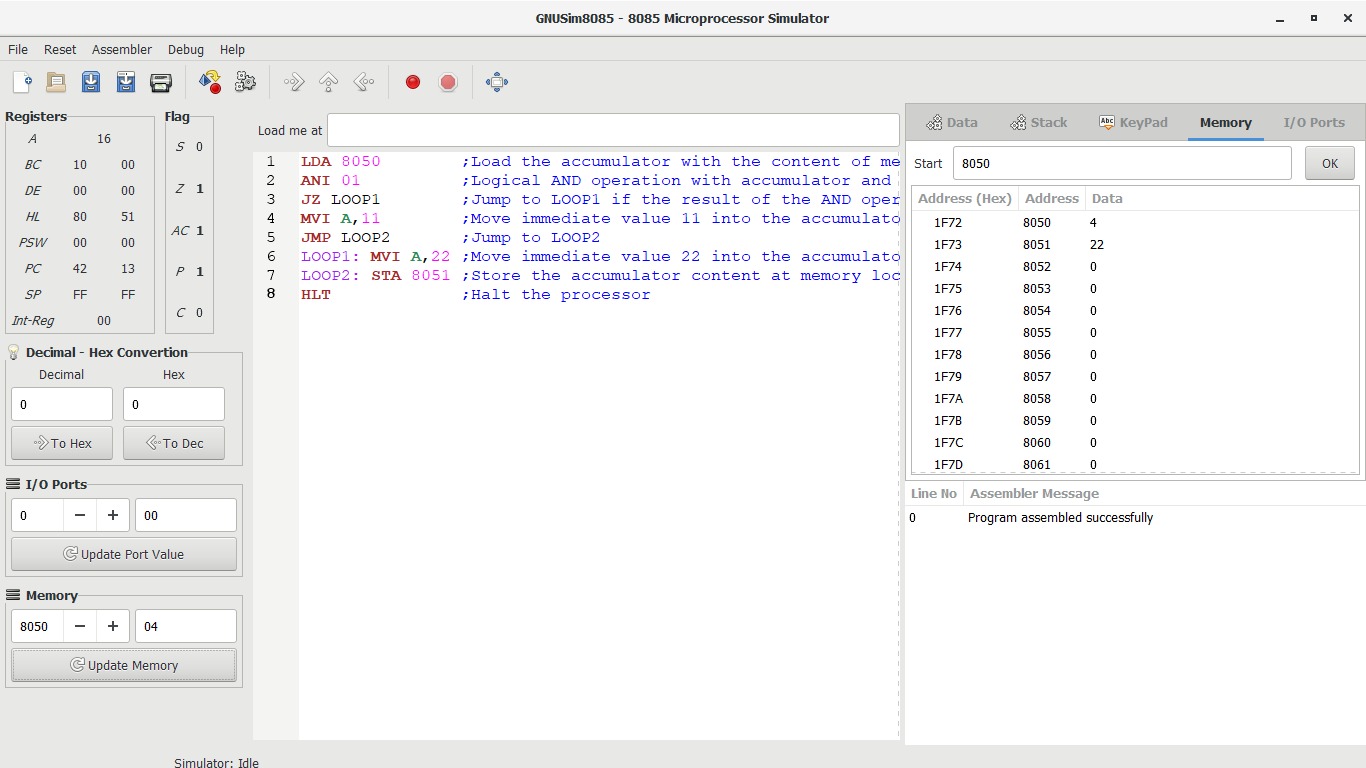 GNUSim8085 - 8085 Microprocessor Simulator
File Reset Assembler Debug Help
Registers
A 16
BC 10 00
DE 00 00
HL 80 51
PSW 00 00
PC 42 13
SP FF FF
Int-Reg 00
Flag
S 0
Z 1
AC 1
P 1
C 0
Decimal - Hex Convertion
Decimal Hex
0 0
To Hex To Dec
I/O Ports
0 − + 00
Update Port Value
Memory
8050 − + 04
Update Memory
Load me at
1 LDA 8050 ;Load the accumulator with the content of me
2 ANI 01 ;Logical AND operation with accumulator and
3 JZ LOOP1 ;Jump to LOOP1 if the result of the AND oper
4 MVI A,11 ;Move immediate value 11 into the accumulato
5 JMP LOOP2 ;Jump to LOOP2
6 LOOP1: MVI A,22 ;Move immediate value 22 into the accumulato
7 LOOP2: STA 8051 ;Store the accumulator content at memory loc
8 HLT ;Halt the processor
Data Stack Abc KeyPad Memory I/O Ports
Start 8050 OK
Address (Hex) Address Data
1F72 8050 4
1F73 8051 22
1F74 8052 0
1F75 8053 0
1F76 8054 0
1F77 8055 0
1F78 8056 0
1F79 8057 0
1F7A 8058 0
1F7B 8059 0
1F7C 8060 0
1F7D 8061 0
Line No Assembler Message
0 Program assembled successfully
Simulator: Idle